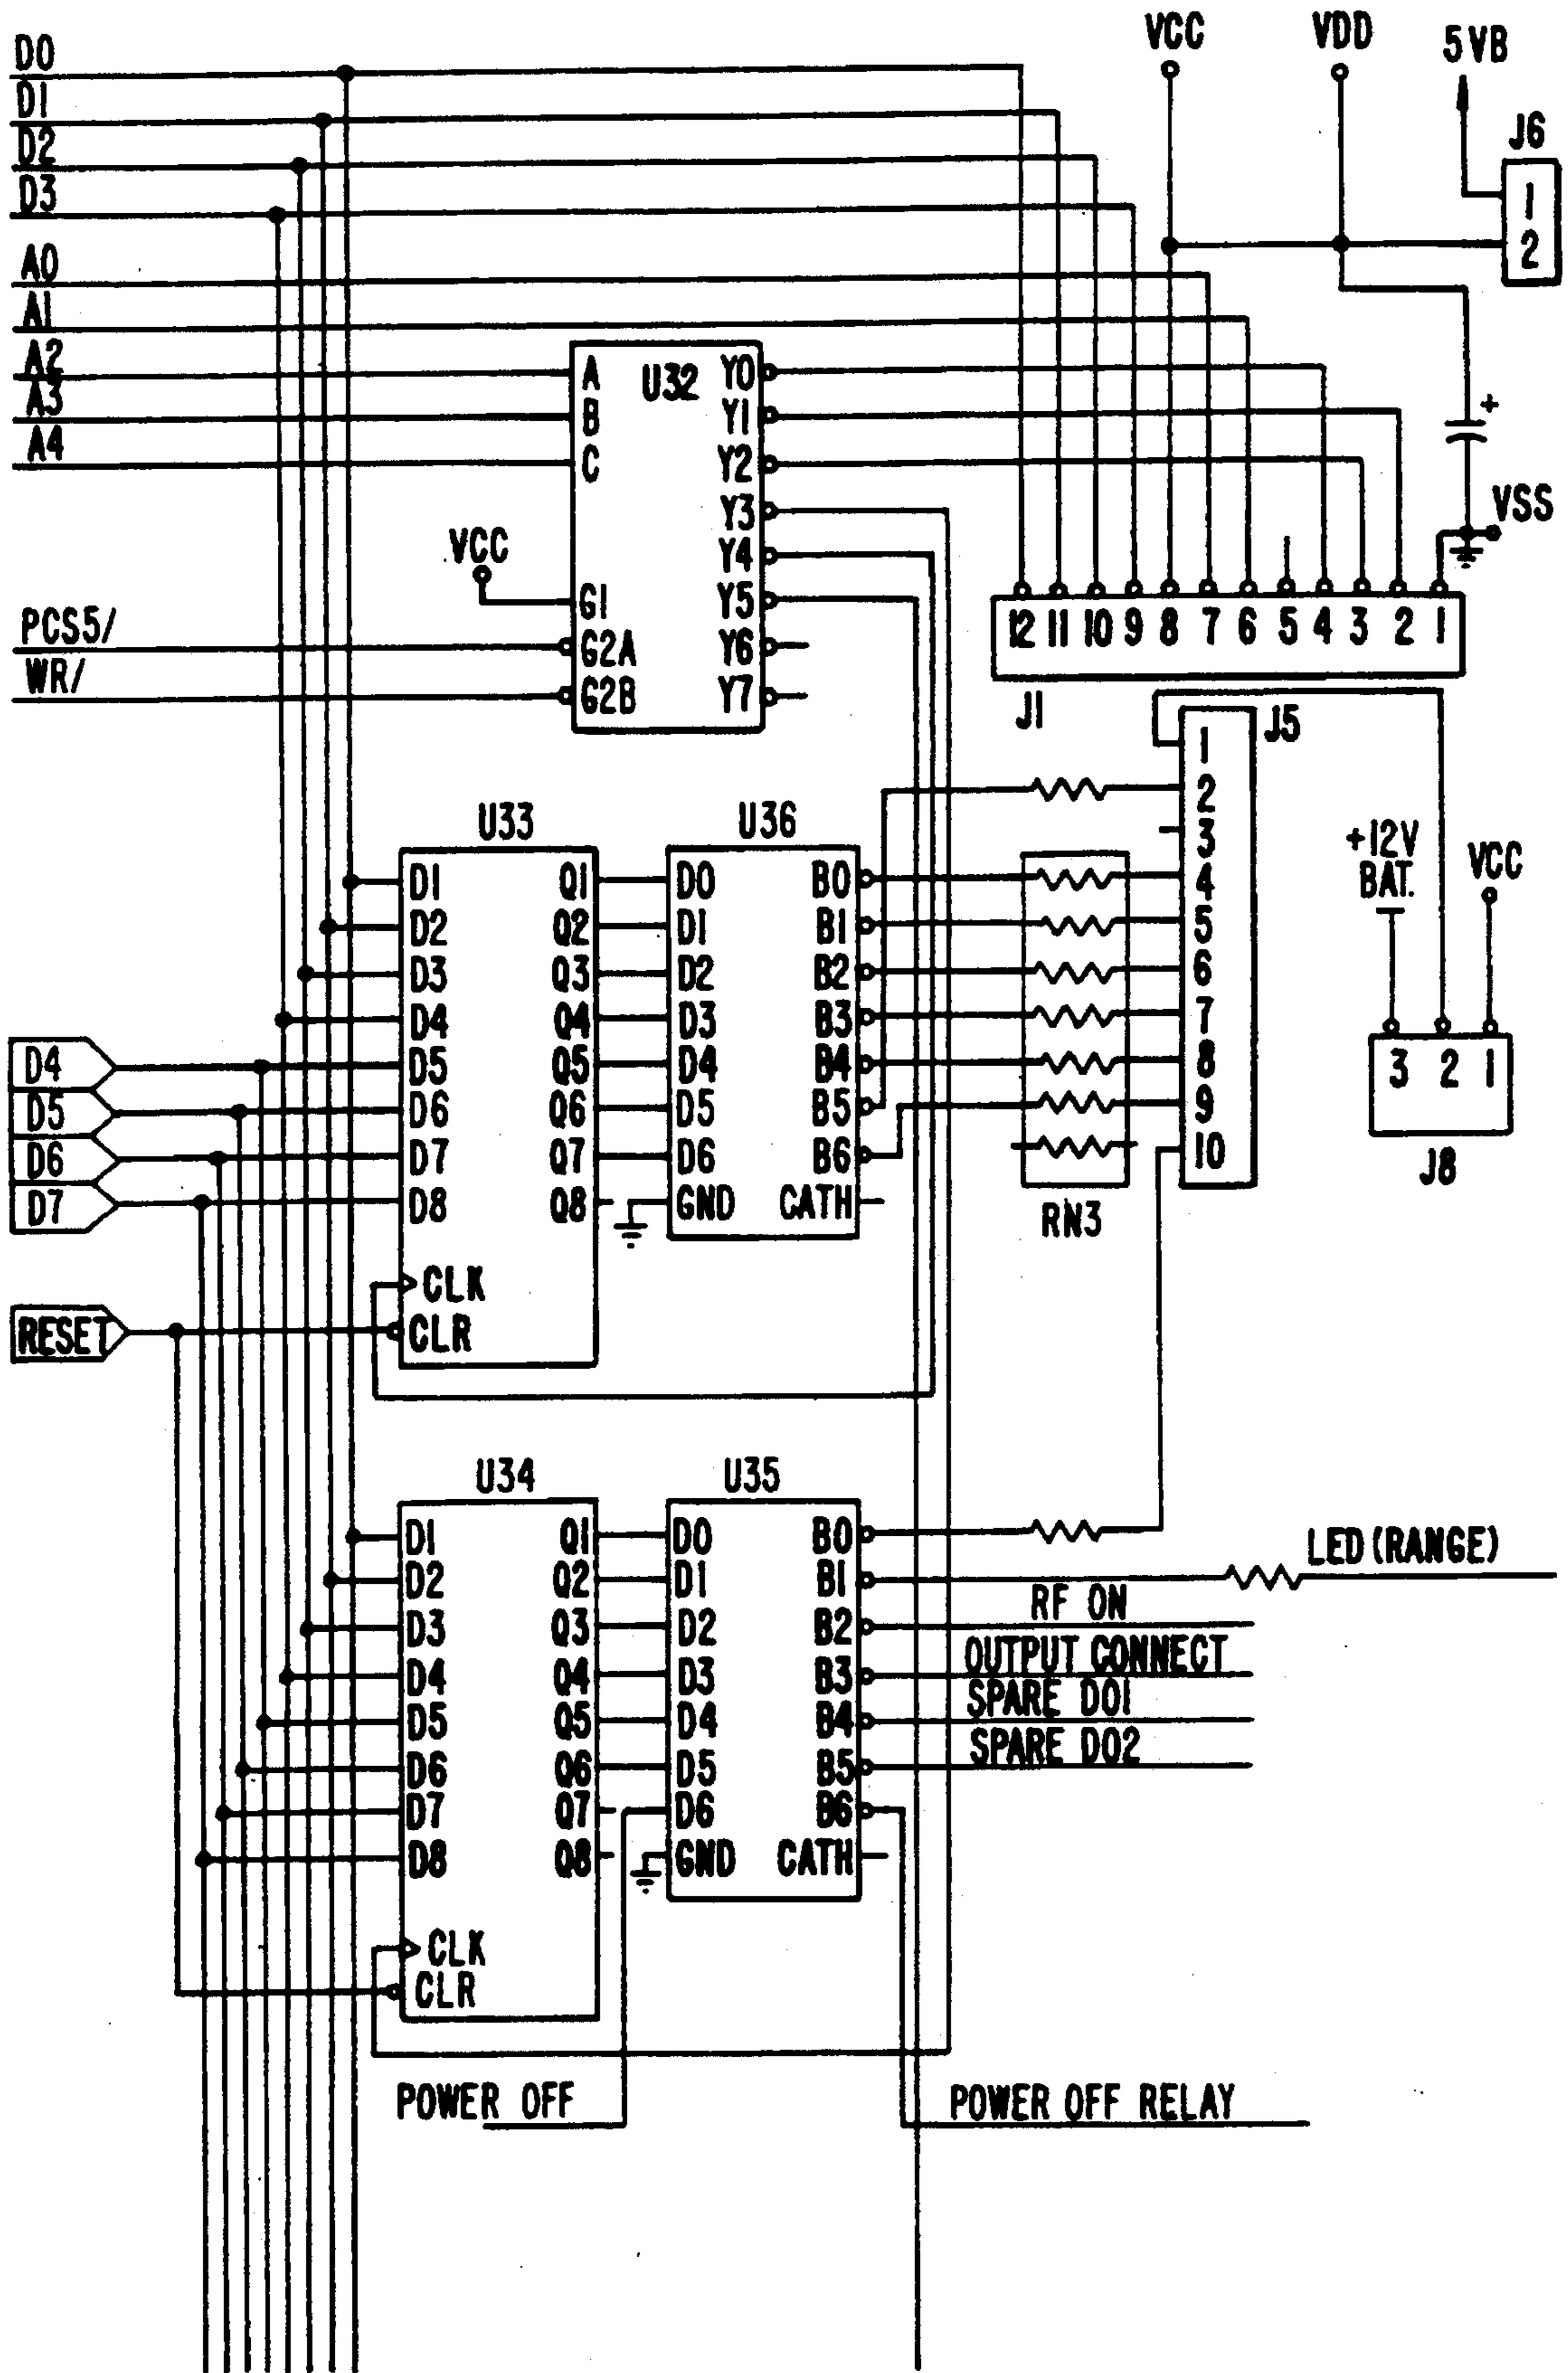 D0
D1
D2
D3
A0
A1
A2
A3
A4
VCC
VDD
5VB
J6
1
2
U32
A
B
C
G1
G2A
G2B
Y0
Y1
Y2
Y3
Y4
Y5
Y6
Y7
VCC
PCS5/
WR/
+
VSS
12 11 10 9 8 7 6 5 4 3 2 1
J1
J5
1
2
3
4
5
6
7
8
9
10
RN3
+12V
BAT.
VCC
3 2 1
J8
U33
D1 Q1
D2 Q2
D3 Q3
D4 Q4
D5 Q5
D6 Q6
D7 Q7
D8 Q8
CLK
CLR
U36
D0 B0
D1 B1
D2 B2
D3 B3
D4 B4
D5 B5
D6 B6
GND CATH
D4
D5
D6
D7
RESET
U34
D1 Q1
D2 Q2
D3 Q3
D4 Q4
D5 Q5
D6 Q6
D7 Q7
D8 Q8
CLK
CLR
U35
D0 B0
D1 B1
D2 B2
D3 B3
D4 B4
D5 B5
D6 B6
GND CATH
LED (RANGE)
RF ON
OUTPUT CONNECT
SPARE DO1
SPARE DO2
POWER OFF
POWER OFF RELAY